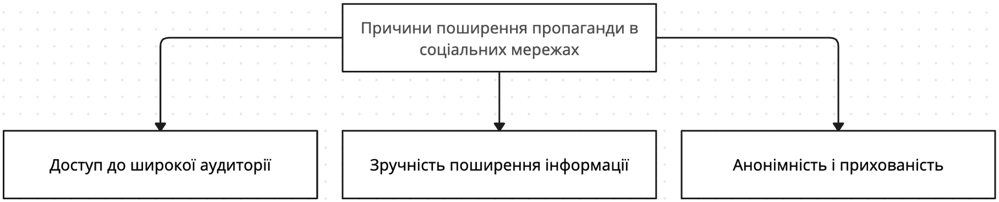 Причини поширення пропаганди в
соціальних мережах
Доступ до широкої аудиторії
Зручність поширення інформації
Анонімність і прихованість